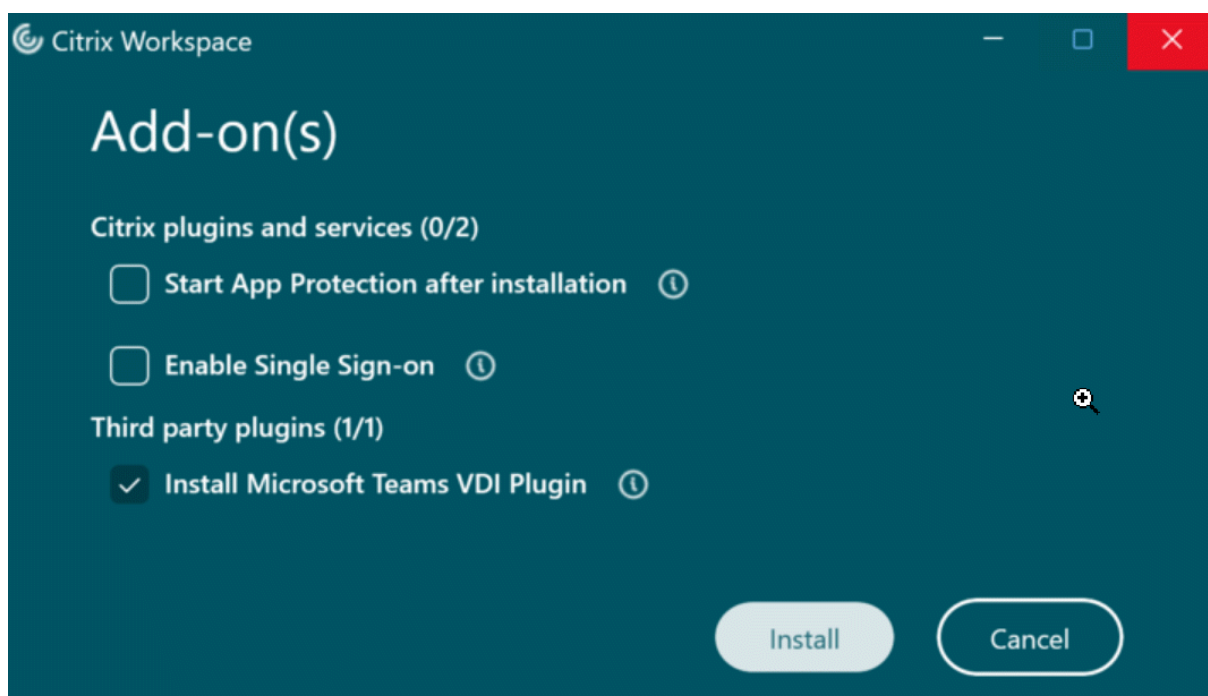 Citrix Workspace
Add-on(s)
Citrix plugins and services (0/2)
Start App Protection after installation
Enable Single Sign-on
Third party plugins (1/1)
Install Microsoft Teams VDI Plugin
Install Cancel